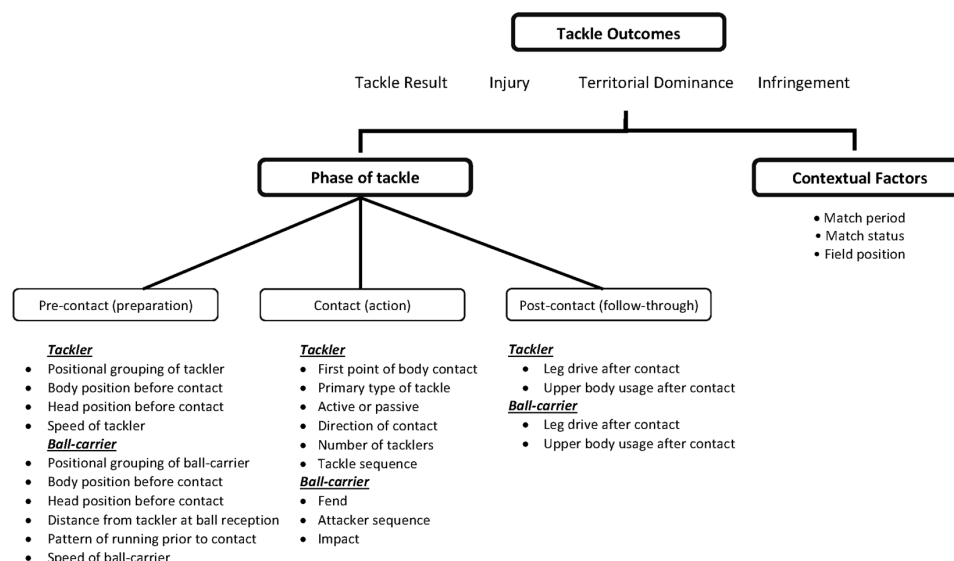 Tackle Outcomes
Tackle Result Injury Territorial Dominance Infringement
Phase of tackle
Contextual Factors
• Match period
• Match status
• Field position
Pre-contact (preparation)
Tackler
• Positional grouping of tackler
• Body position before contact
• Head position before contact
• Speed of tackler
Ball-carrier
• Positional grouping of ball-carrier
• Body position before contact
• Head position before contact
• Distance from tackler at ball reception
• Pattern of running prior to contact
• Speed of ball-carrier
Contact (action)
Tackler
• First point of body contact
• Primary type of tackle
• Active or passive
• Direction of contact
• Number of tacklers
• Tackle sequence
Ball-carrier
• Fend
• Attacker sequence
• Impact
Post-contact (follow-through)
Tackler
• Leg drive after contact
• Upper body usage after contact
Ball-carrier
• Leg drive after contact
• Upper body usage after contact